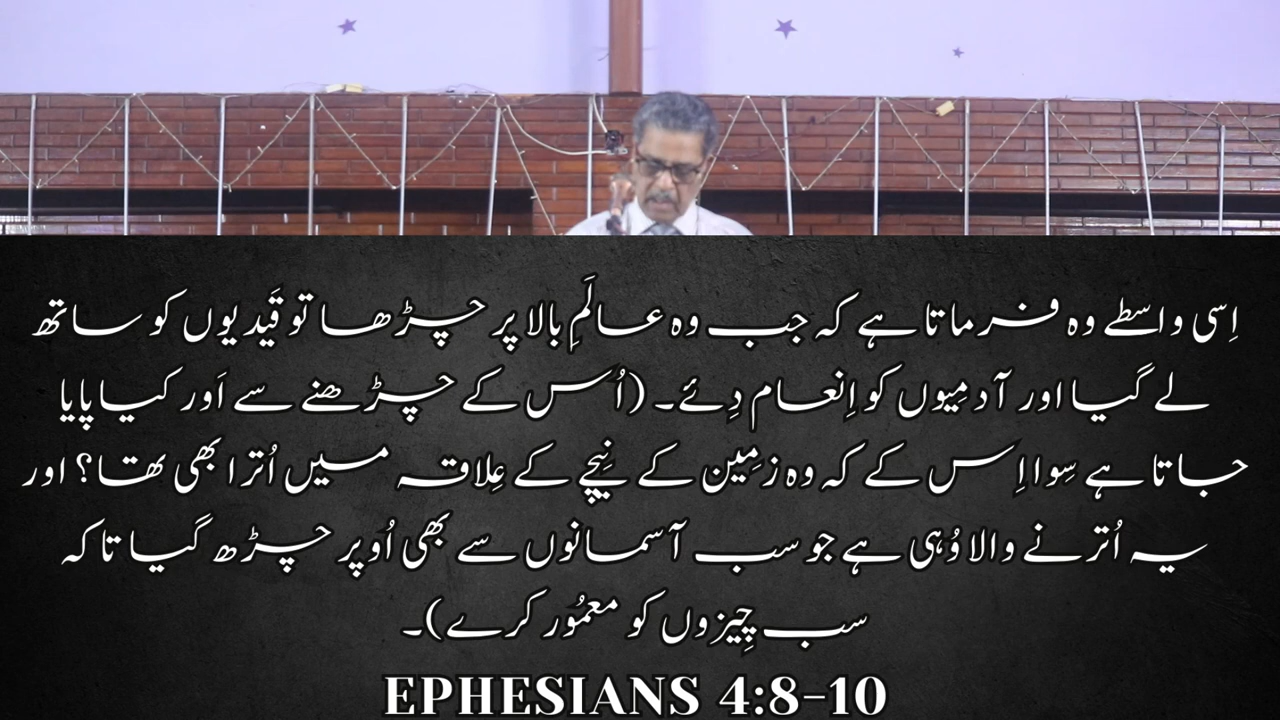 اِسی واسطے وہ فرماتا ہے کہ جب وہ عالَمِ بالا پر چڑھا تو قَیدیوں کو ساتھ
لے گیا اور آدمِیوں کو اِنعام دِئے۔ (اُس کے چڑھنے سے اَور کیا پایا
جاتا ہے سِوا اِس کے کہ وہ زمِین کے نِیچے کے عِلاقہ میں اُترا بھی تھا؟ اور
یہ اُترنے والا وُہی ہے جو سب آسمانوں سے بھی اُوپر چڑھ گیا تاکہ
سب چِیزوں کو معمُور کرے)۔
EPHESIANS 4:8-10